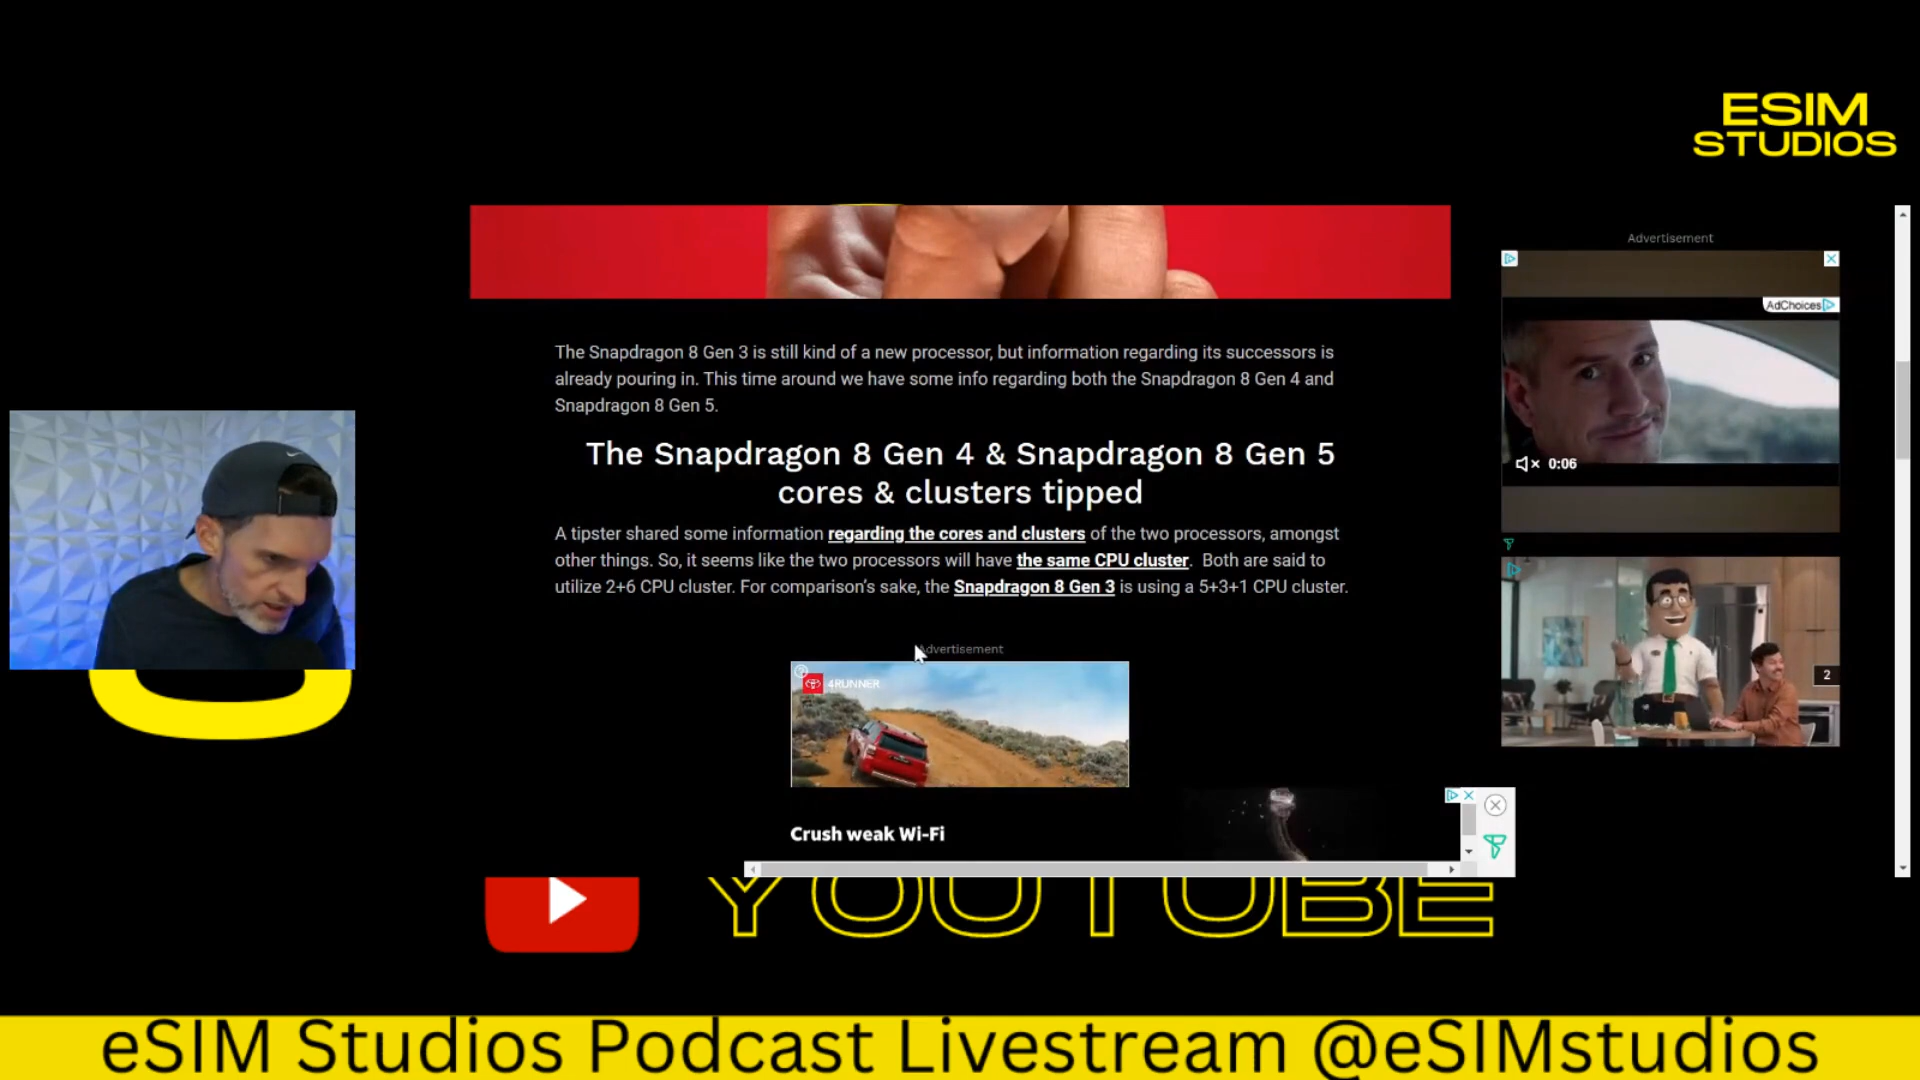 ESIM
STUDIOS
Advertisement
AdChoices
0:06
The Snapdragon 8 Gen 3 is still kind of a new processor, but information regarding its successors is
already pouring in. This time around we have some info regarding both the Snapdragon 8 Gen 4 and
Snapdragon 8 Gen 5.
The Snapdragon 8 Gen 4 & Snapdragon 8 Gen 5
cores & clusters tipped
A tipster shared some information regarding the cores and clusters of the two processors, amongst
other things. So, it seems like the two processors will have the same CPU cluster. Both are said to
utilize 2+6 CPU cluster. For comparison's sake, the Snapdragon 8 Gen 3 is using a 5+3+1 CPU cluster.
Advertisement
4RUNNER
2
Crush weak Wi-Fi
YOUTUBE
eSIM Studios Podcast Livestream @eSIMstudios